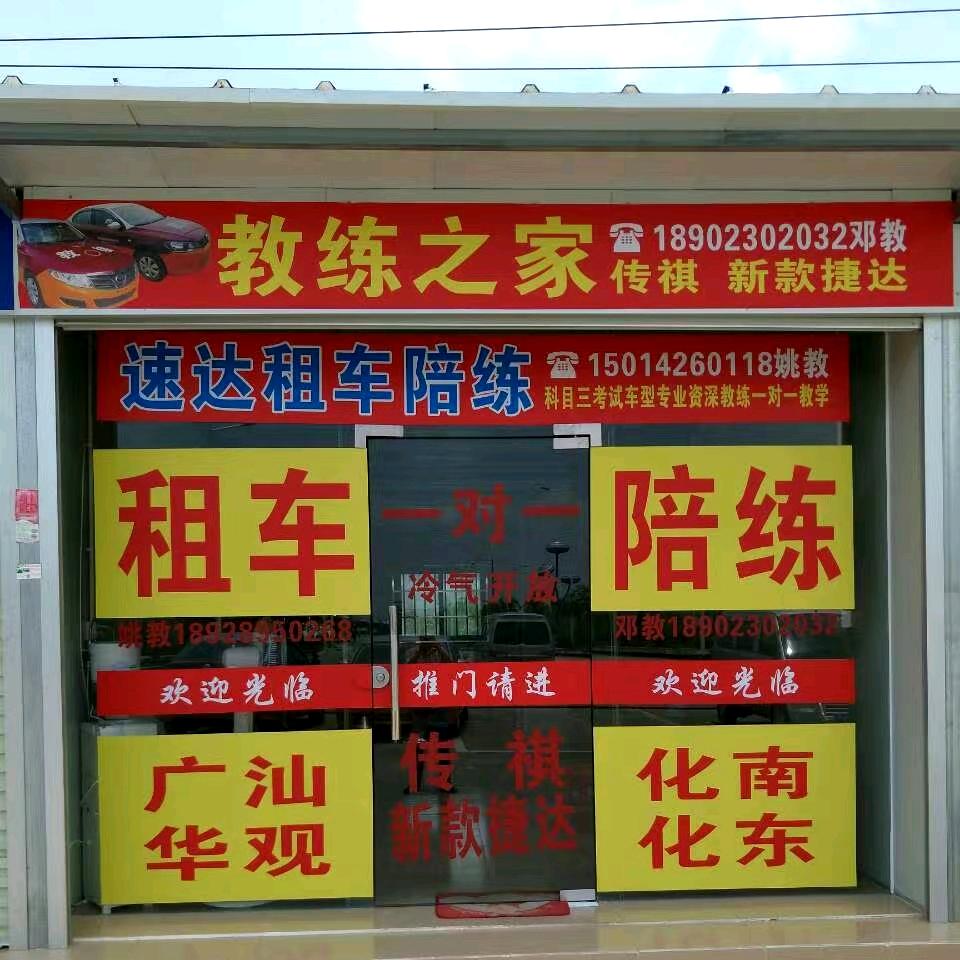 教练之家
18902302032邓教
传祺 新款捷达
速达租车陪练
15014260118姚教
科目三考试车型专业资深教练一对一教学
租车
一对一
陪练
冷气开放
姚教18928950268
邓教18902302032
欢迎光临
推门请进
欢迎光临
广汕
华观
传祺
新款捷达
化南
化东